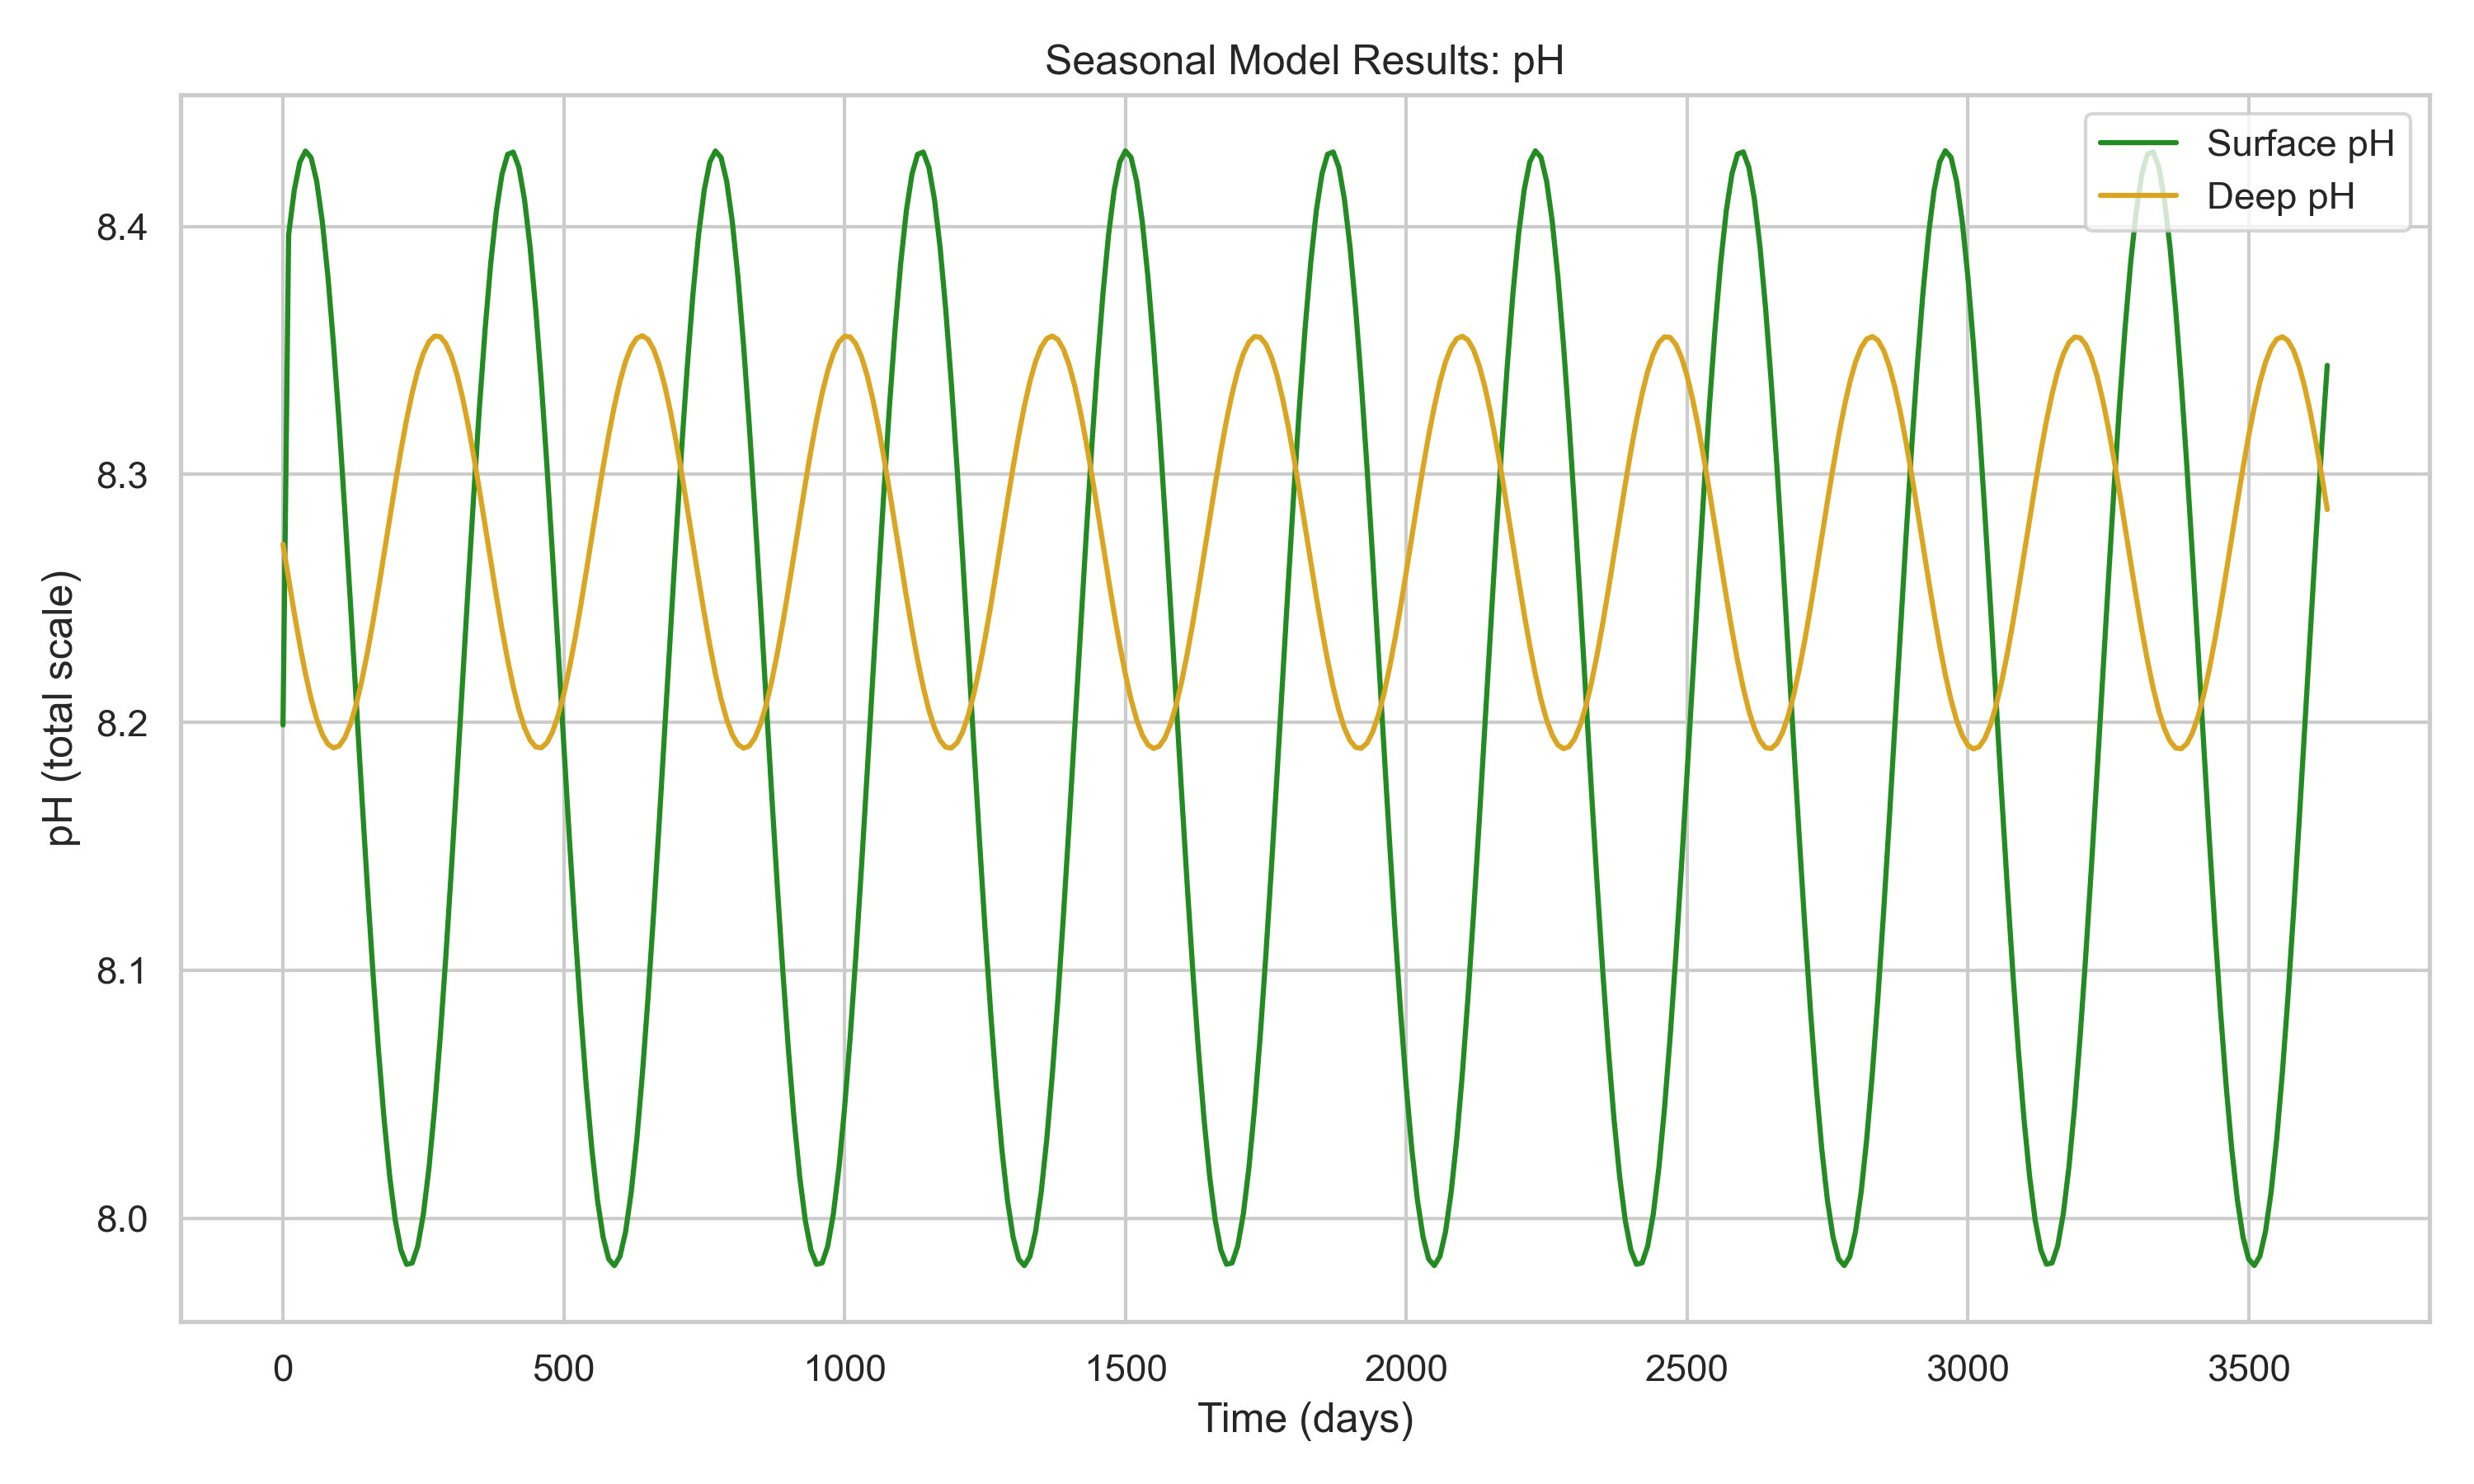 Seasonal Model Results: pH
Surface pH
Deep pH
pH (total scale)
8.4
8.3
8.2
8.1
8.0
0 500 1000 1500 2000 2500 3000 3500
Time (days)